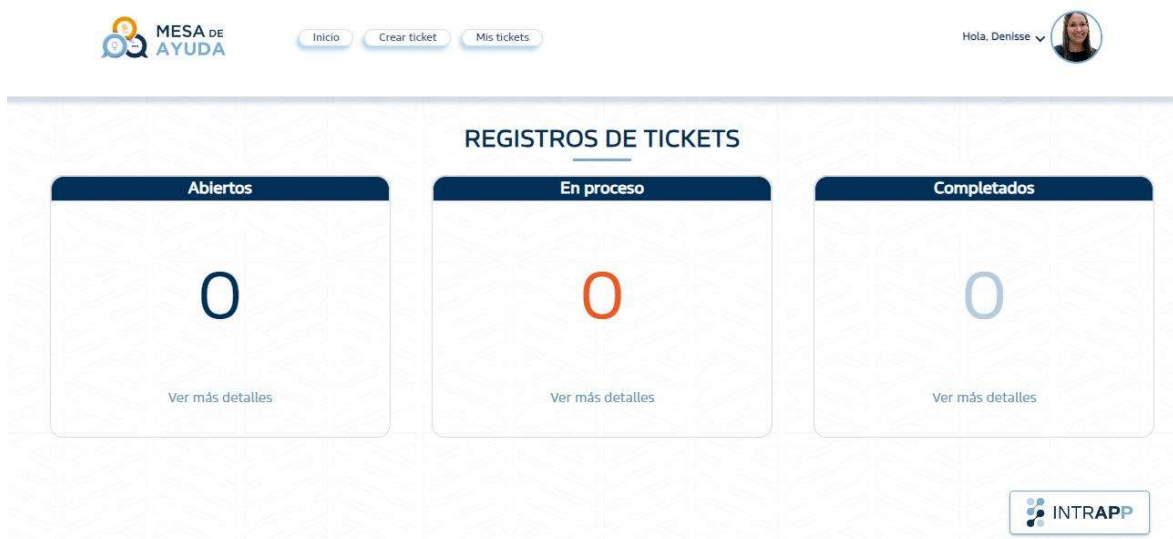 MESA DE
AYUDA
Inicio
Crear ticket
Mis tickets
Hola, Denisse
REGISTROS DE TICKETS
Abiertos
En proceso
Completados
0
0
0
Ver más detalles
Ver más detalles
Ver más detalles
INTRAPP